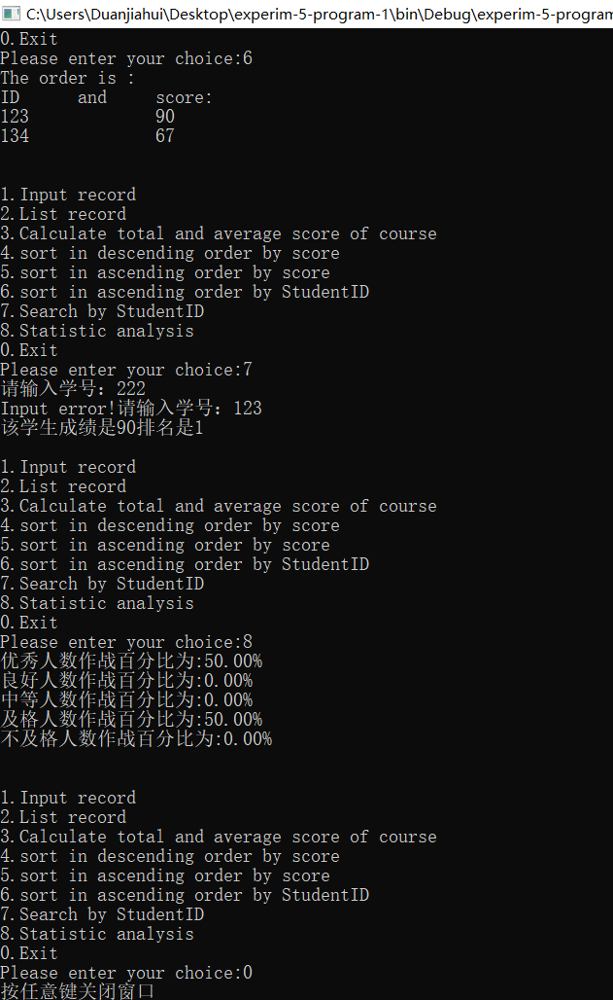 C:\Users\Duanjiahui\Desktop\experim-5-program-1\bin\Debug\experim-5-program
0.Exit
Please enter your choice:6
The order is :
ID      and     score:
123             90
134             67
1.Input record
2.List record
3.Calculate total and average score of course
4.sort in descending order by score
5.sort in ascending order by score
6.sort in ascending order by StudentID
7.Search by StudentID
8.Statistic analysis
0.Exit
Please enter your choice:7
请输入学号：222
Input error!请输入学号：123
该学生成绩是90排名是1
1.Input record
2.List record
3.Calculate total and average score of course
4.sort in descending order by score
5.sort in ascending order by score
6.sort in ascending order by StudentID
7.Search by StudentID
8.Statistic analysis
0.Exit
Please enter your choice:8
优秀人数作战百分比为:50.00%
良好人数作战百分比为:0.00%
中等人数作战百分比为:0.00%
及格人数作战百分比为:50.00%
不及格人数作战百分比为:0.00%
1.Input record
2.List record
3.Calculate total and average score of course
4.sort in descending order by score
5.sort in ascending order by score
6.sort in ascending order by StudentID
7.Search by StudentID
8.Statistic analysis
0.Exit
Please enter your choice:0
按任意键关闭窗口